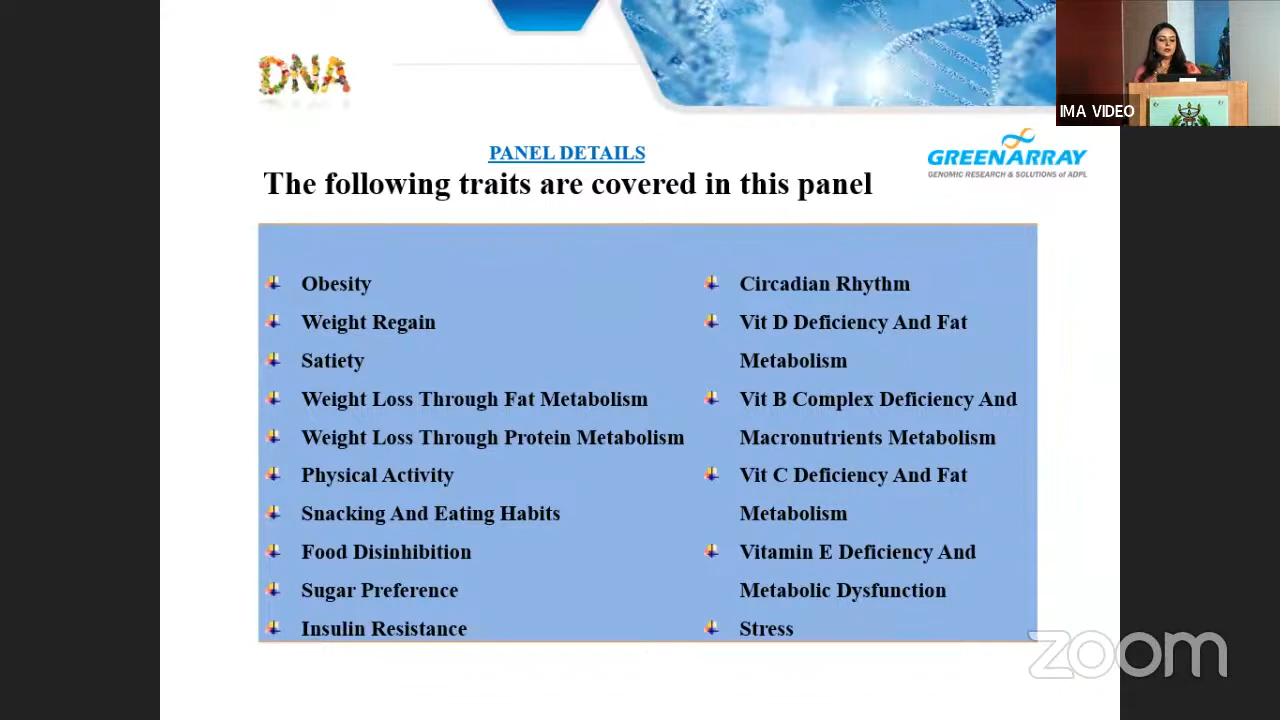 DNA
IMA VIDEO
PANEL DETAILS
GREENARRAY
GENOMIC RESEARCH & SOLUTIONS of ADPL
The following traits are covered in this panel
Obesity
Weight Regain
Satiety
Weight Loss Through Fat Metabolism
Weight Loss Through Protein Metabolism
Physical Activity
Snacking And Eating Habits
Food Disinhibition
Sugar Preference
Insulin Resistance
Circadian Rhythm
Vit D Deficiency And Fat
Metabolism
Vit B Complex Deficiency And
Macronutrients Metabolism
Vit C Deficiency And Fat
Metabolism
Vitamin E Deficiency And
Metabolic Dysfunction
Stress
zoom